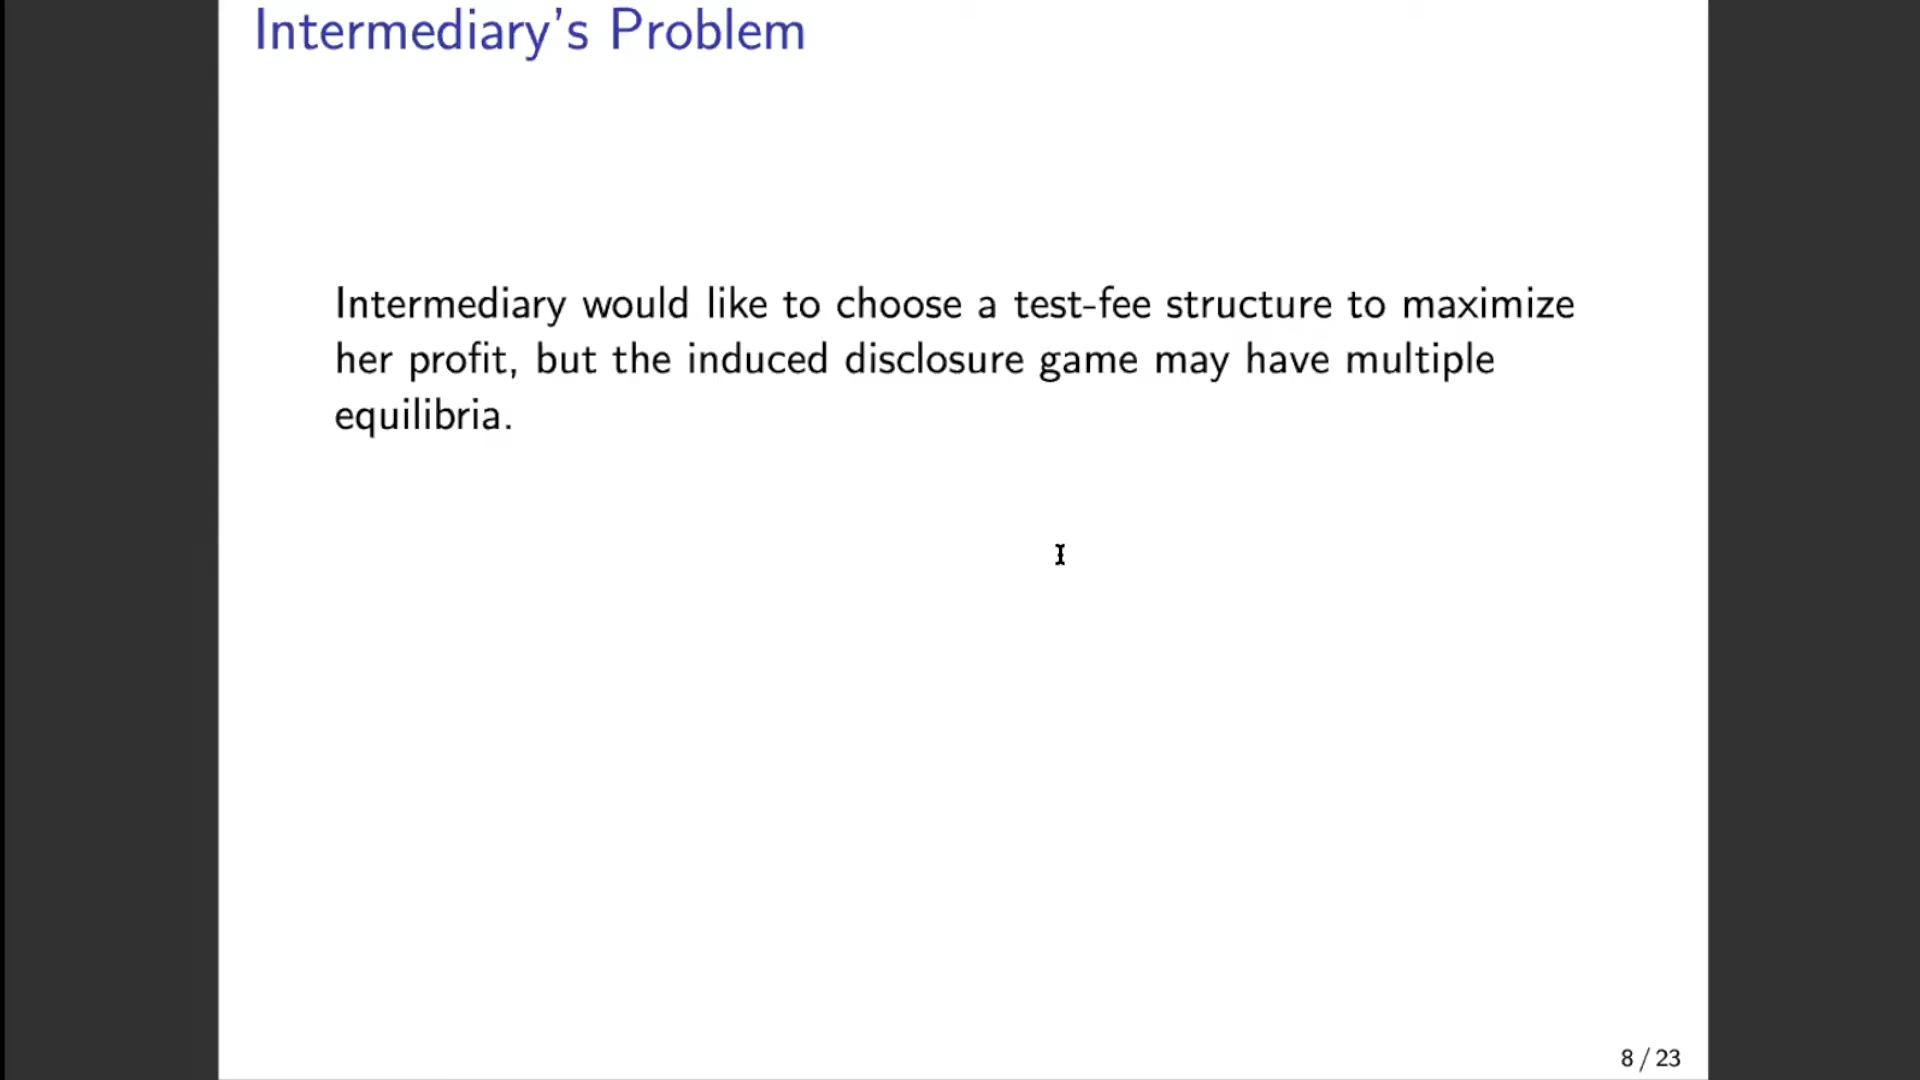 Intermediary's Problem
Intermediary would like to choose a test-fee structure to maximize
her profit, but the induced disclosure game may have multiple
equilibria.
8 / 23